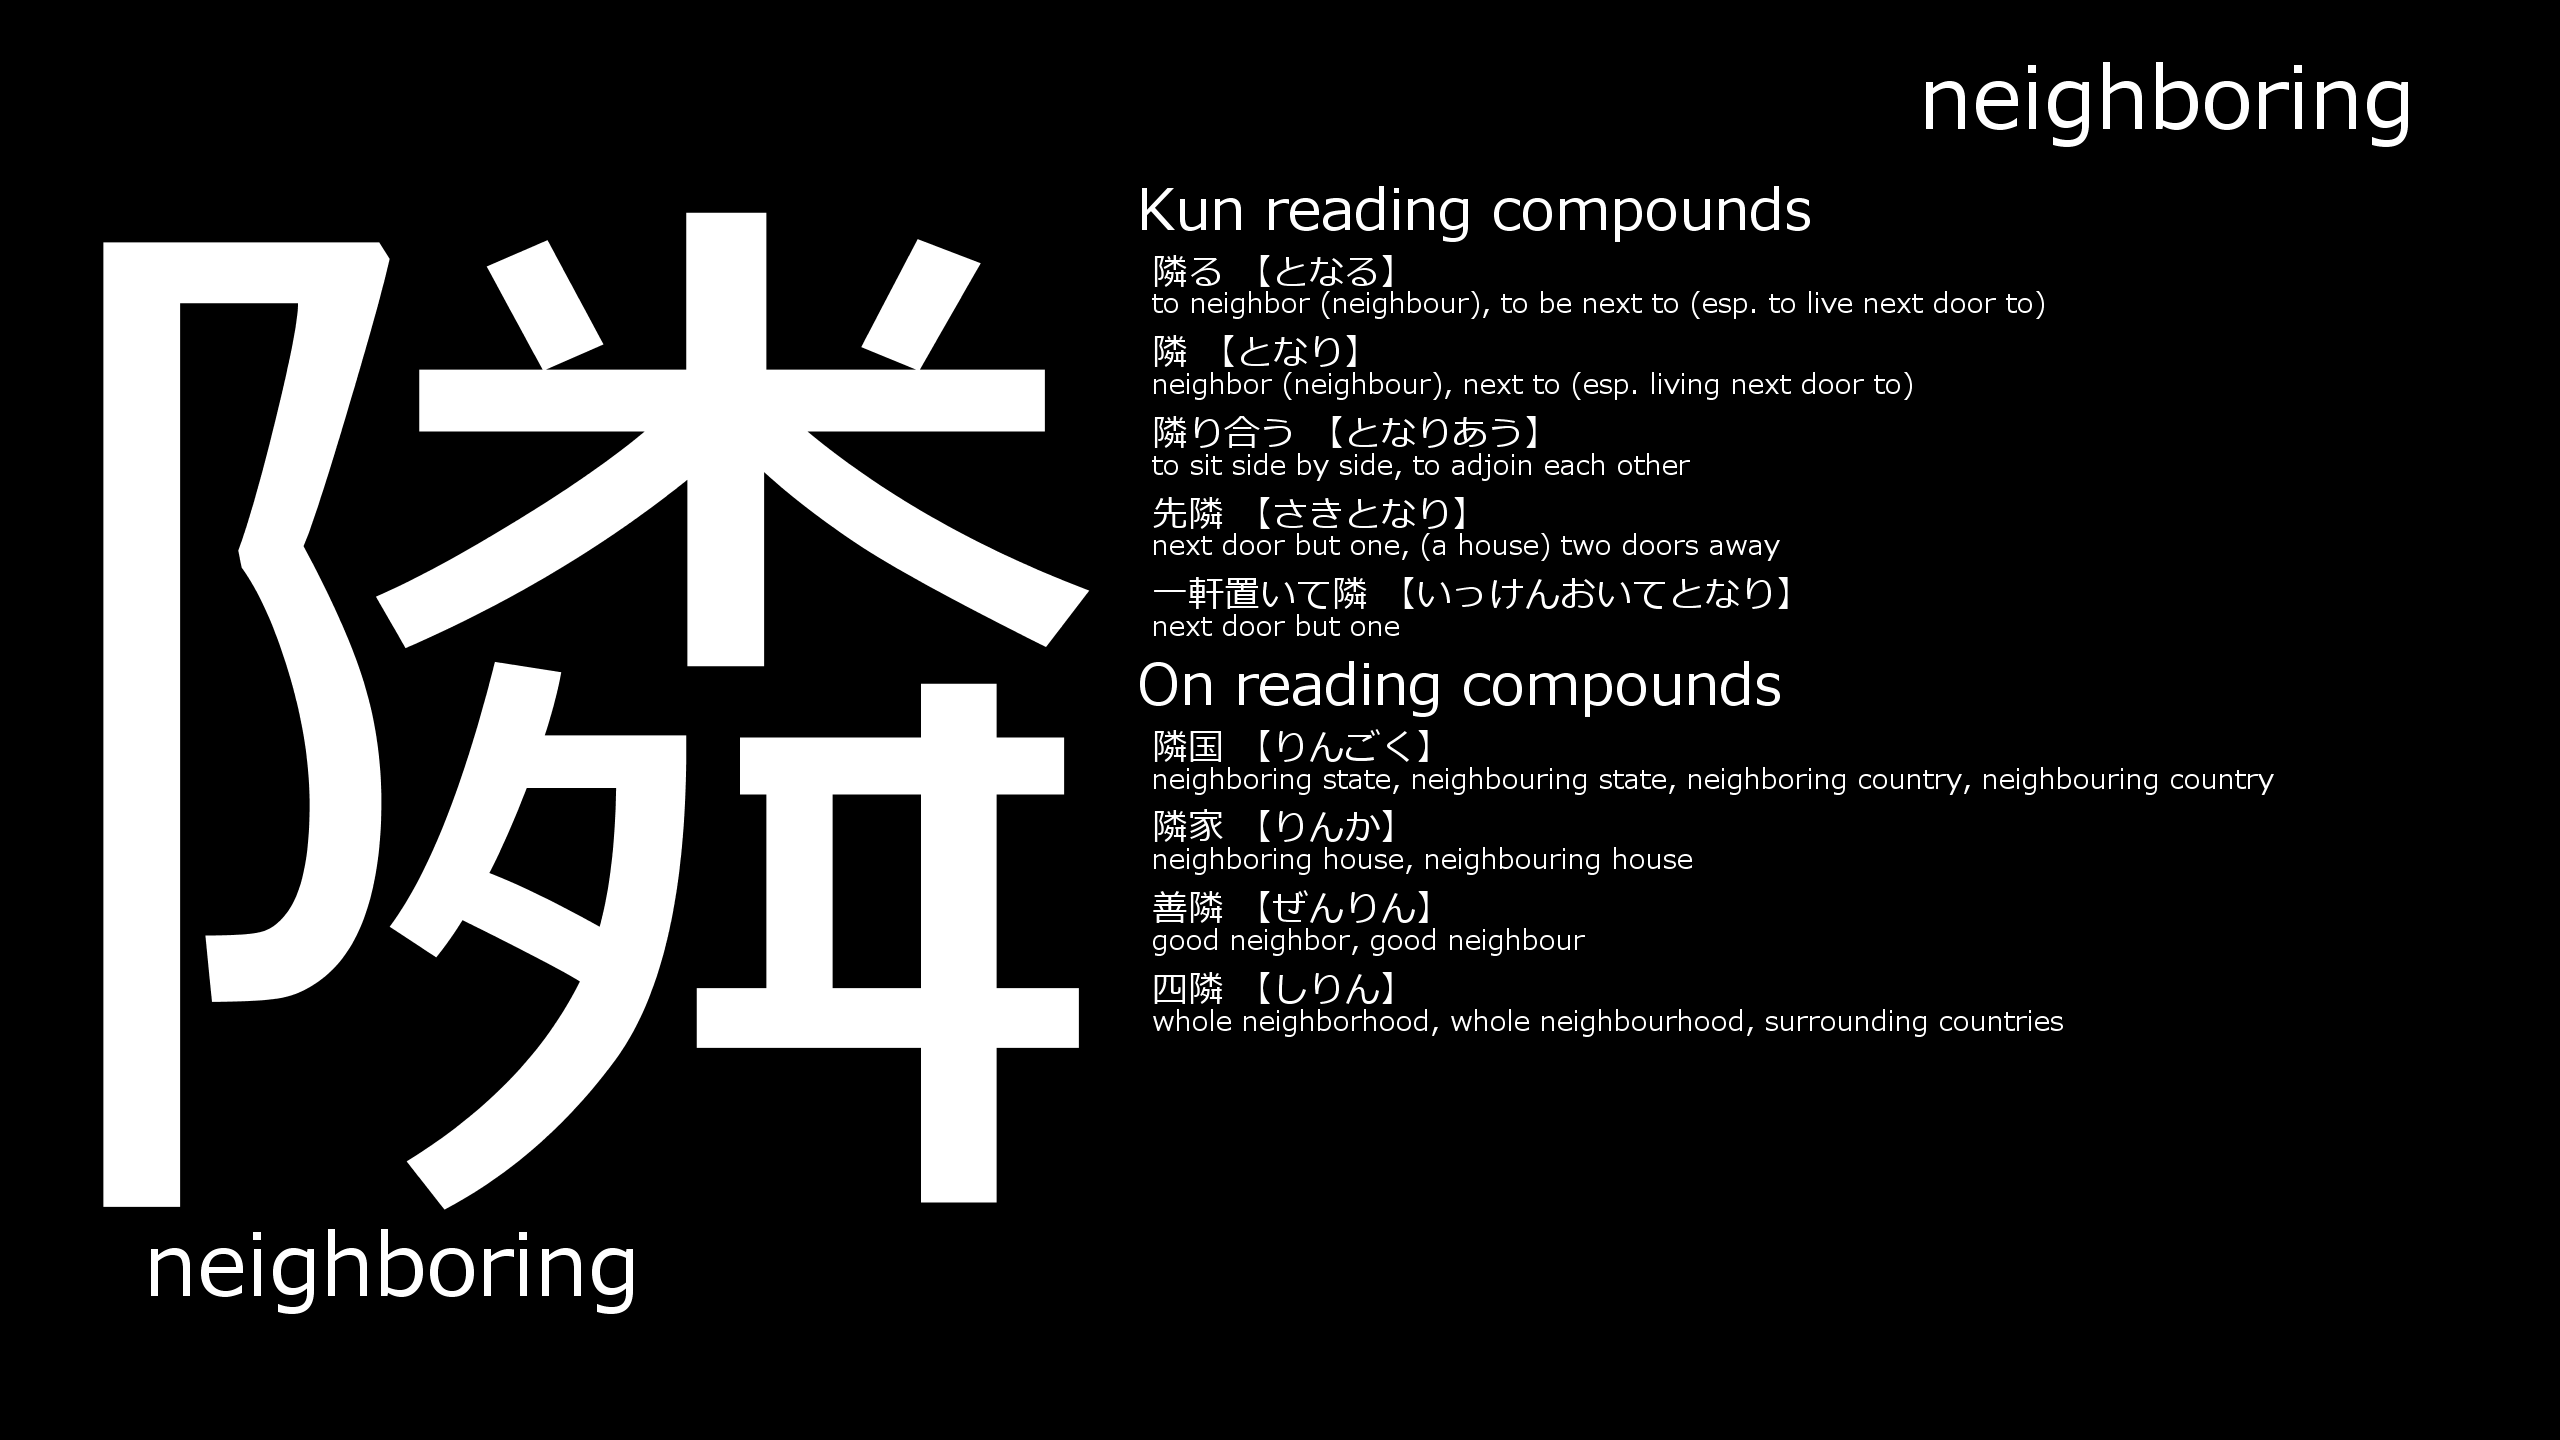 neighboring
隣
neighboring
Kun reading compounds
隣る 【となる】
to neighbor (neighbour), to be next to (esp. to live next door to)
隣 【となり】
neighbor (neighbour), next to (esp. living next door to)
隣り合う 【となりあう】
to sit side by side, to adjoin each other
先隣 【さきとなり】
next door but one, (a house) two doors away
一軒置いて隣 【いっけんおいてとなり】
next door but one
On reading compounds
隣国 【りんごく】
neighboring state, neighbouring state, neighboring country, neighbouring country
隣家 【りんか】
neighboring house, neighbouring house
善隣 【ぜんりん】
good neighbor, good neighbour
四隣 【しりん】
whole neighborhood, whole neighbourhood, surrounding countries